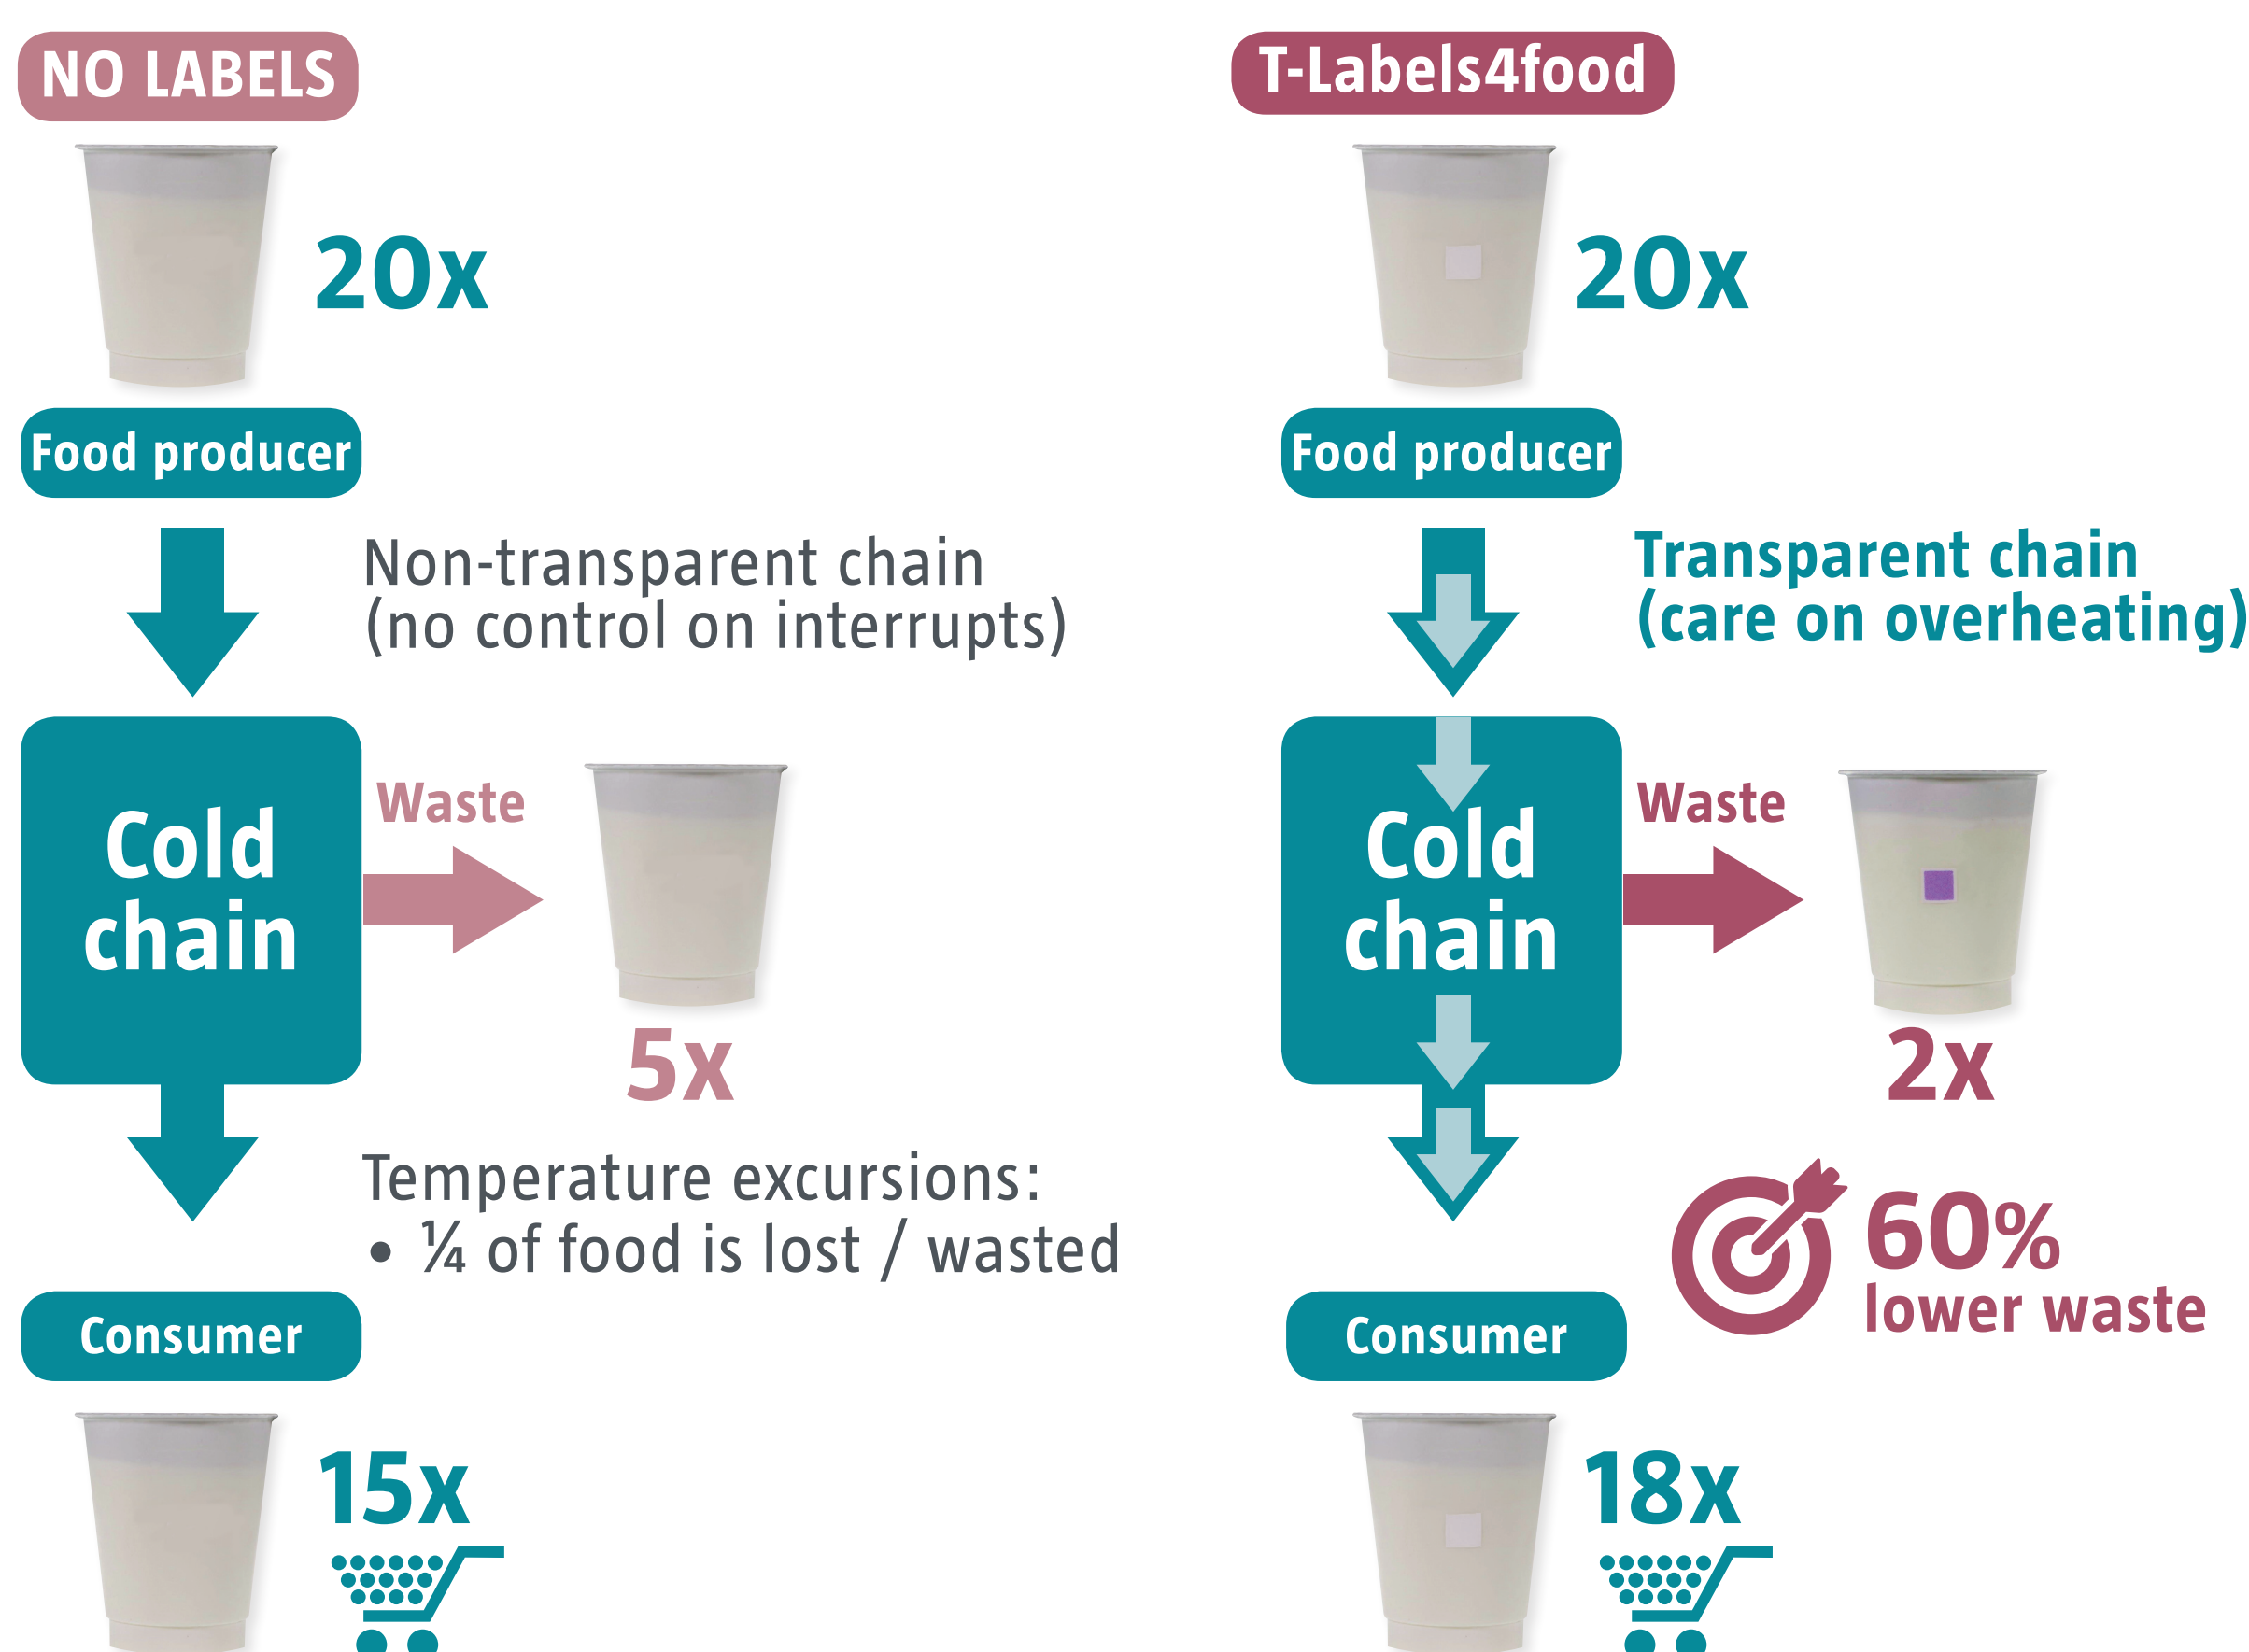 NO LABELS
20x
Food producer
Non-transparent chain
(no control on interrupts)
Cold
chain
Waste
5x
Temperature excursions:
• ¼ of food is lost / wasted
Consumer
15x
T-Labels4food
20x
Food producer
Transparent chain
(care on overheating)
Cold
chain
Waste
2x
60%
lower waste
Consumer
18x